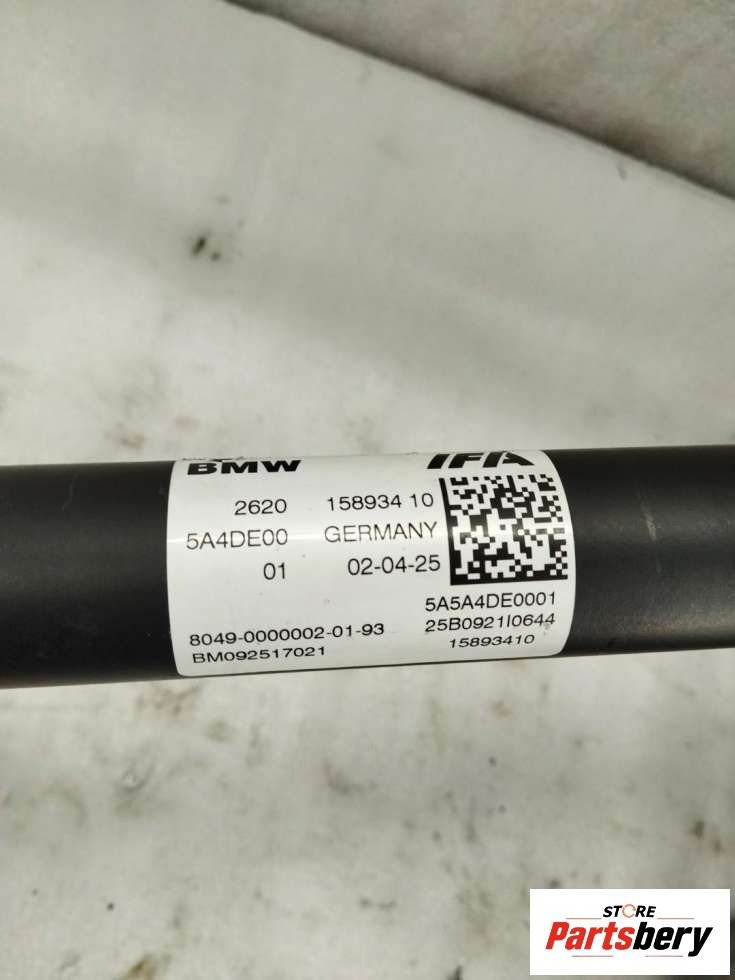 BMW IFA
2620 158934 10
5A4DE00 GERMANY
01 02-04-25
5A5A4DE0001
8049-0000002-01-93 25B0921I0644
BM092517021 15893410
STORE
Partsbery